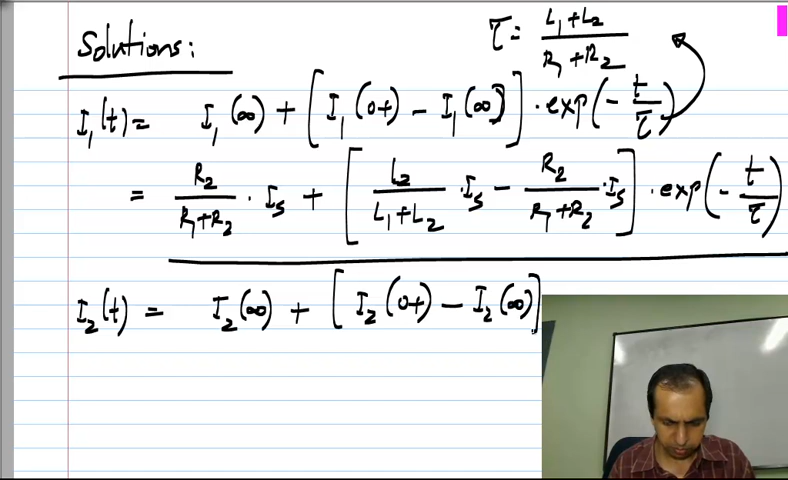 Solutions:
τ = (L₁+L₂)/(R₁+R₂)
I₁(t) = I₁(∞) + [I₁(0+) − I₁(∞)] · exp(−t/τ)
= R₂/(R₁+R₂) · Iₛ + [L₂/(L₁+L₂) · Iₛ − R₂/(R₁+R₂) · Iₛ] · exp(−t/τ)
I₂(t) = I₂(∞) + [I₂(0+) − I₂(∞)]